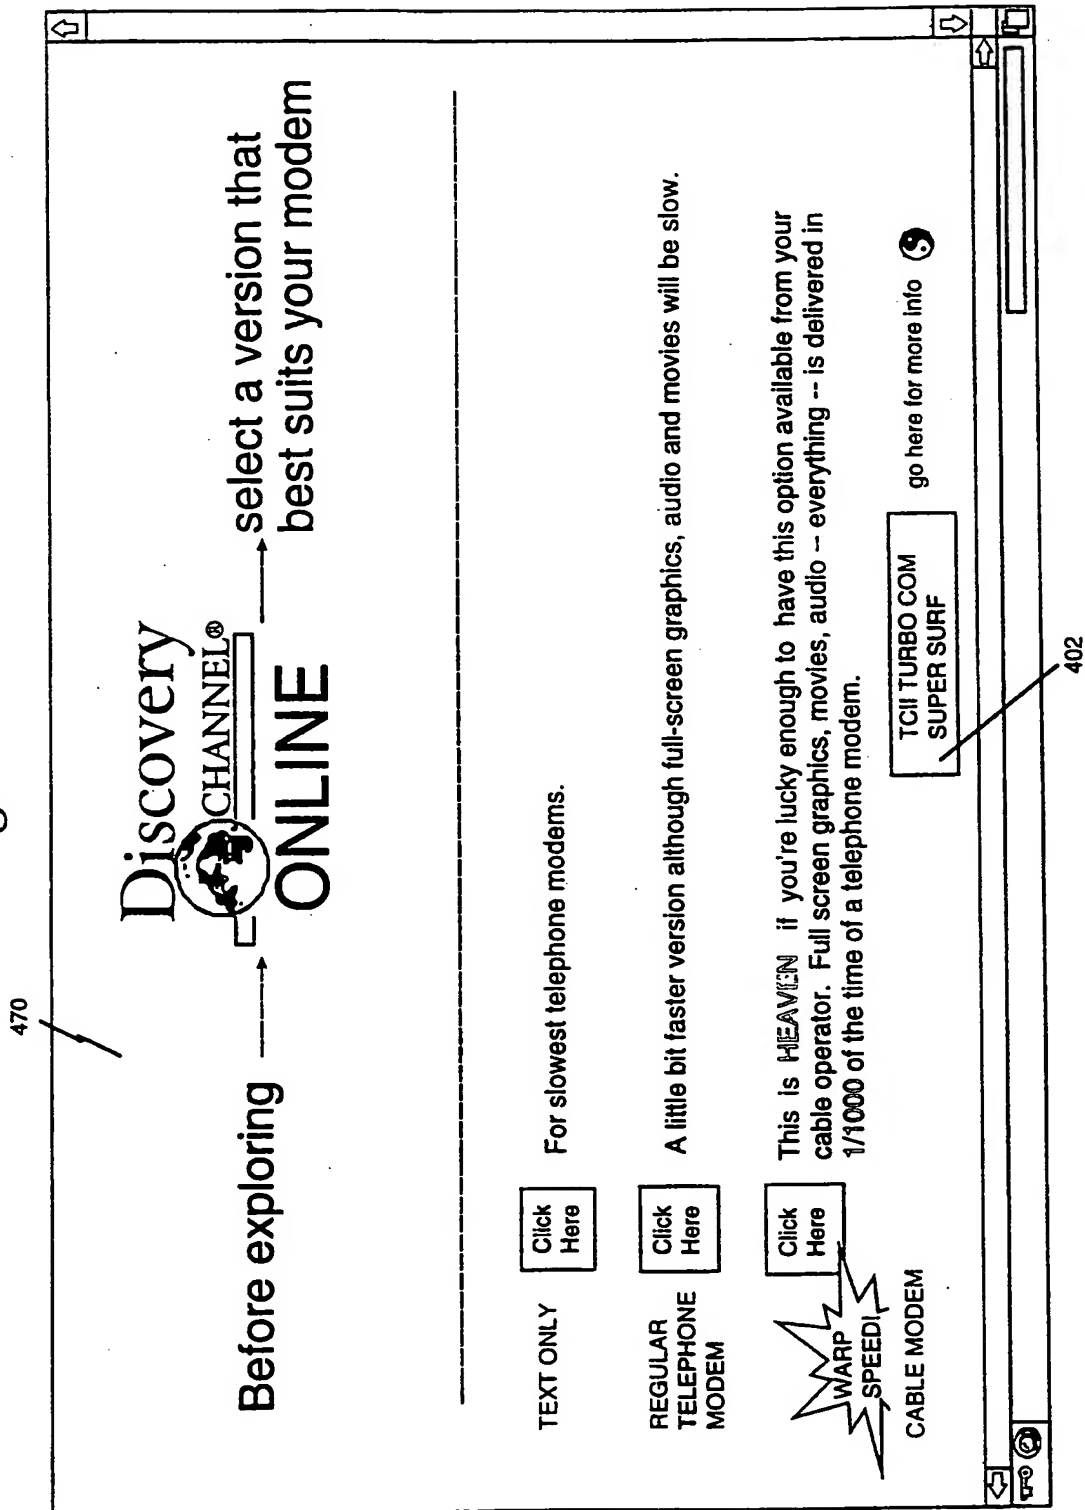 470
Before exploring
Discovery
CHANNEL®
ONLINE
select a version that
best suits your modem
TEXT ONLY
Click
Here
For slowest telephone modems.
REGULAR
TELEPHONE
MODEM
Click
Here
A little bit faster version although full-screen graphics, audio and movies will be slow.
WARP
SPEED!
CABLE MODEM
Click
Here
This is HEAVEN if you're lucky enough to have this option available from your
cable operator. Full screen graphics, movies, audio -- everything -- is delivered in
1/1000 of the time of a telephone modem.
TCI! TURBO COM
SUPER SURF
go here for more info
402